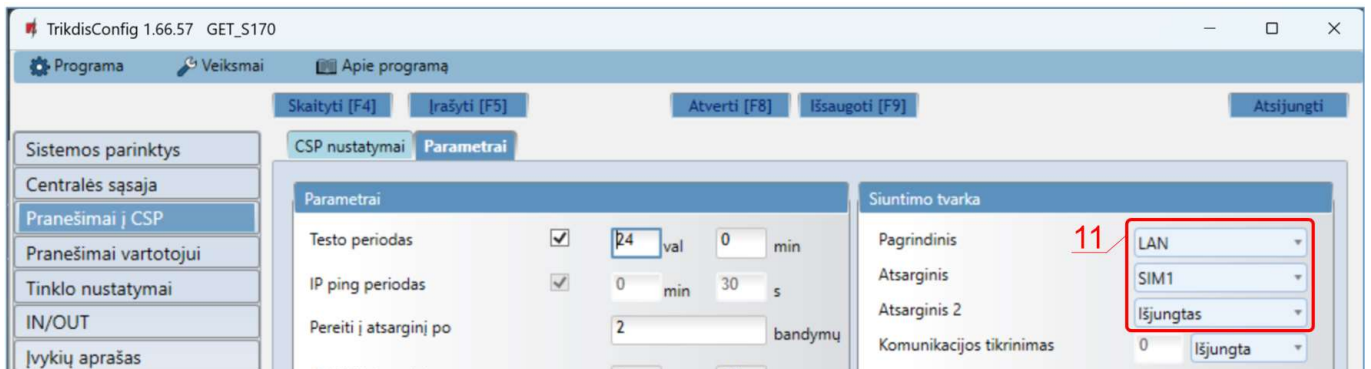 TrikdisConfig 1.66.57 GET_S170
Programa Veiksmai Apie programą
Skaityti [F4] Įrašyti [F5] Atverti [F8] Išsaugoti [F9] Atsijungti
Sistemos parinktys
Centralės sąsaja
Pranešimai į CSP
Pranešimai vartotojui
Tinklo nustatymai
IN/OUT
Įvykių aprašas
CSP nustatymai Parametrai
Parametrai
Testo periodas 24 val 0 min
IP ping periodas 0 min 30 s
Pereiti į atsarginį po 2 bandymų
Siuntimo tvarka
Pagrindinis 11 LAN
Atsarginis SIM1
Atsarginis 2 Išjungtas
Komunikacijos tikrinimas 0 Išjungta